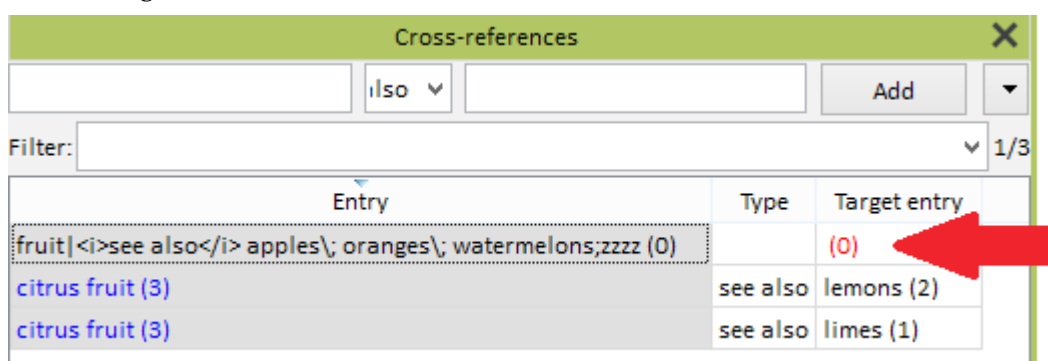 Cross-references
ılso Add
Filter: 1/3
Entry Type Target entry
fruit|<i>see also</i> apples\; oranges\; watermelons;zzzz (0) (0)
citrus fruit (3) see also lemons (2)
citrus fruit (3) see also limes (1)